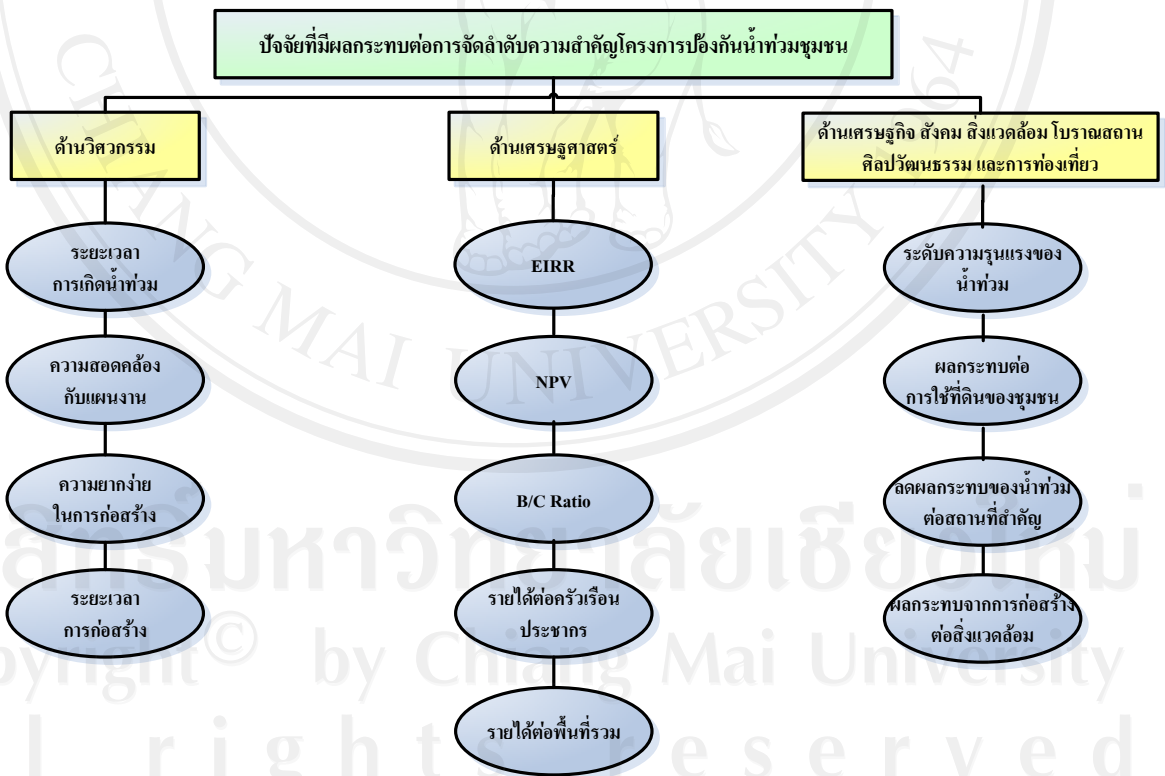 ปัจจัยที่มีผลกระทบต่อการจัดลำดับความสำคัญโครงการป้องกันน้ำท่วมชุมชน
ด้านวิศวกรรม
ระยะเวลา
การเกิดน้ำท่วม
ความสอดคล้อง
กับแผนงาน
ความยากง่าย
ในการก่อสร้าง
ระยะเวลา
การก่อสร้าง
ด้านเศรษฐศาสตร์
EIRR
NPV
B/C Ratio
รายได้ต่อครัวเรือน
ประชากร
รายได้ต่อพื้นที่รวม
ด้านเศรษฐกิจ สังคม สิ่งแวดล้อม โบราณสถาน
ศิลปวัฒนธรรม และการท่องเที่ยว
ระดับความรุนแรงของ
น้ำท่วม
ผลกระทบต่อ
การใช้ที่ดินของชุมชน
ลดผลกระทบของน้ำท่วม
ต่อสถานที่สำคัญ
ผลกระทบจากการก่อสร้าง
ต่อสิ่งแวดล้อม
CHIANG MAI UNIVERSITY 1964
by Chiang Mai University
rights reserved